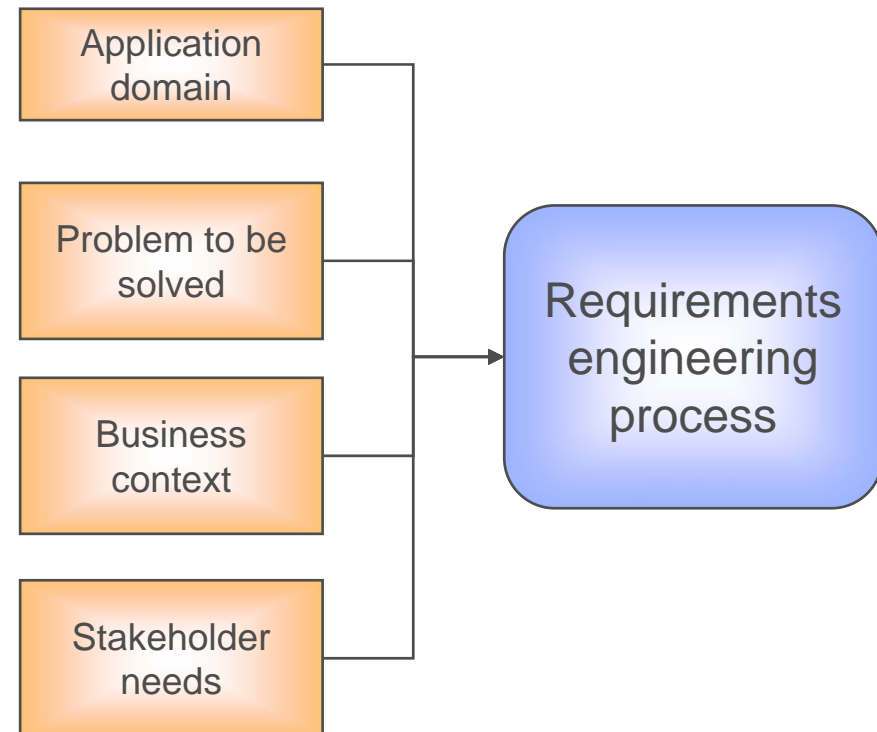 Application
domain
Problem to be
solved
Business
context
Stakeholder
needs
Requirements
engineering
process